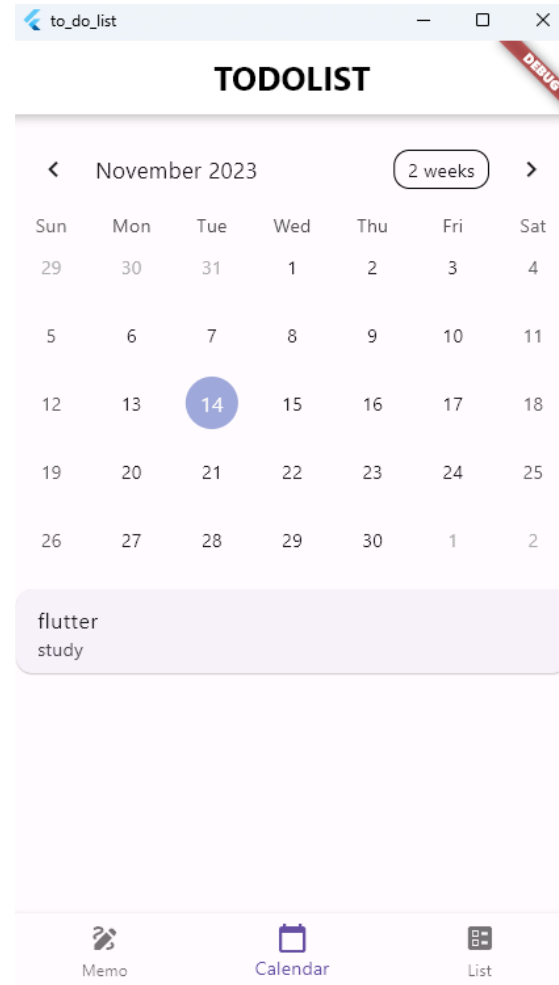 to_do_list
TODOLIST
DEBUG
November 2023 2 weeks
Sun Mon Tue Wed Thu Fri Sat
29 30 31 1 2 3 4
5 6 7 8 9 10 11
12 13 14 15 16 17 18
19 20 21 22 23 24 25
26 27 28 29 30 1 2
flutter
study
Memo Calendar List